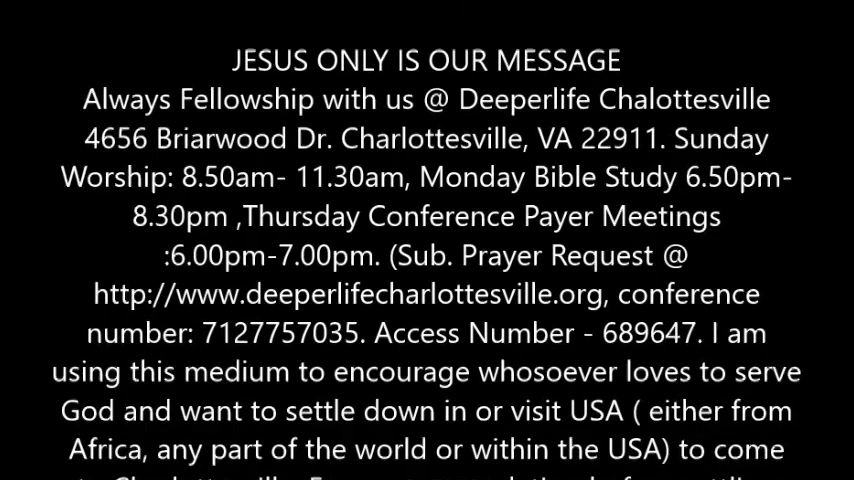 JESUS ONLY IS OUR MESSAGE
Always Fellowship with us @ Deeperlife Chalottesville
4656 Briarwood Dr. Charlottesville, VA 22911. Sunday
Worship: 8.50am- 11.30am, Monday Bible Study 6.50pm-
8.30pm ,Thursday Conference Payer Meetings
:6.00pm-7.00pm. (Sub. Prayer Request @
http://www.deeperlifecharlottesville.org, conference
number: 7127757035. Access Number - 689647. I am
using this medium to encourage whosoever loves to serve
God and want to settle down in or visit USA ( either from
Africa, any part of the world or within the USA) to come